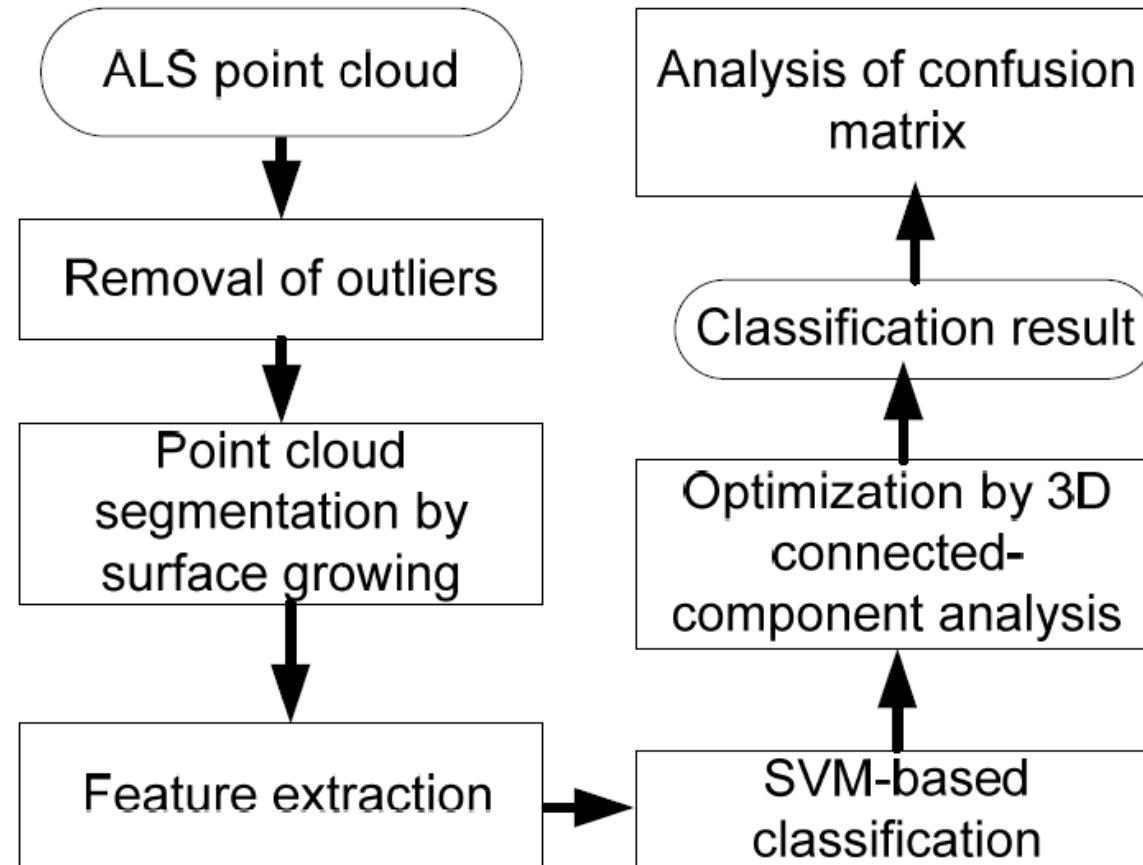 ALS point cloud
Removal of outliers
Point cloud
segmentation by
surface growing
Feature extraction
SVM-based
classification
Optimization by 3D
connected-
component analysis
Classification result
Analysis of confusion
matrix